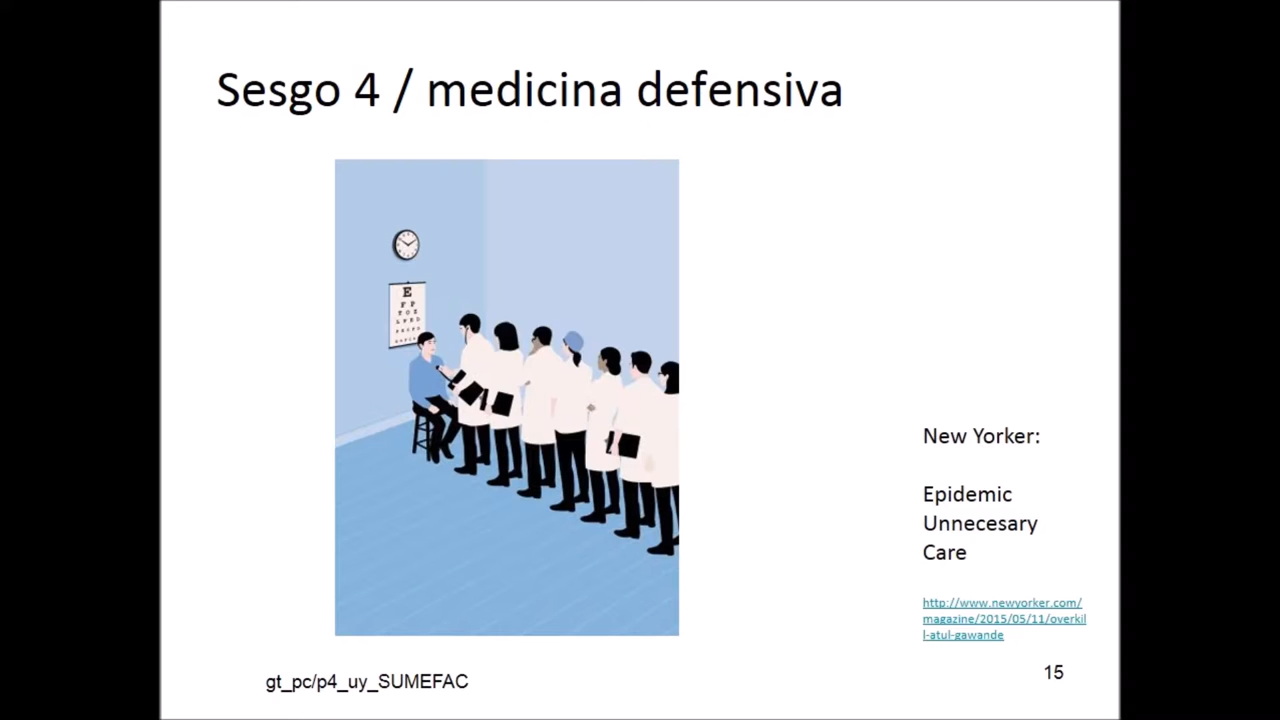 Sesgo 4 / medicina defensiva
E
F P
T O Z
L P E D
New Yorker:
Epidemic
Unnecesary
Care
http://www.newyorker.com/
magazine/2015/05/11/overkil
l-atul-gawande
gt_pc/p4_uy_SUMEFAC
15